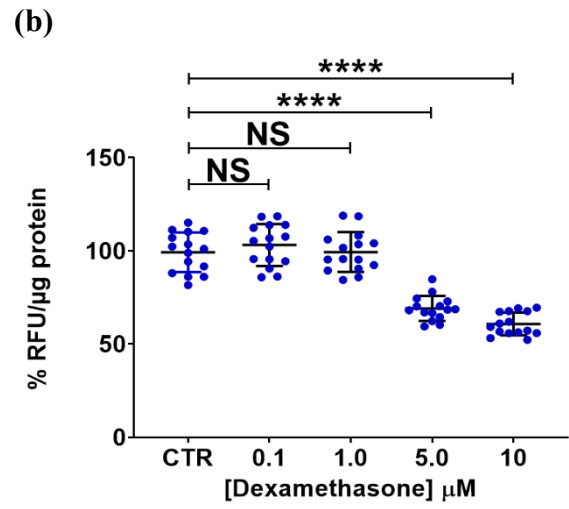 (b)
****
****
NS
NS
150
100
50
0
% RFU/µg protein
CTR 0.1 1.0 5.0 10
[Dexamethasone] µM